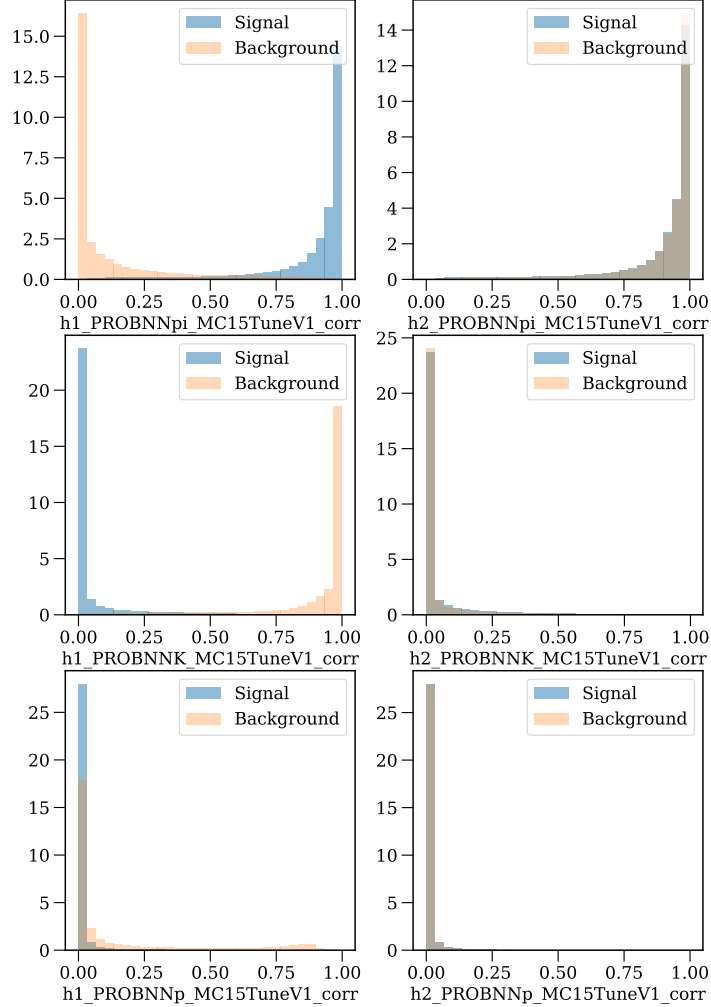 Signal
Background
15.0
12.5
10.0
7.5
5.0
2.5
0.0
0.00 0.25 0.50 0.75 1.00
h1_PROBNNpi_MC15TuneV1_corr
Signal
Background
14
12
10
8
6
4
2
0
0.00 0.25 0.50 0.75 1.00
h2_PROBNNpi_MC15TuneV1_corr
Signal
Background
20
15
10
5
0
0.00 0.25 0.50 0.75 1.00
h1_PROBNNK_MC15TuneV1_corr
Signal
Background
25
20
15
10
5
0
0.00 0.25 0.50 0.75 1.00
h2_PROBNNK_MC15TuneV1_corr
Signal
Background
25
20
15
10
5
0
0.00 0.25 0.50 0.75 1.00
h1_PROBNNp_MC15TuneV1_corr
Signal
Background
25
20
15
10
5
0
0.00 0.25 0.50 0.75 1.00
h2_PROBNNp_MC15TuneV1_corr